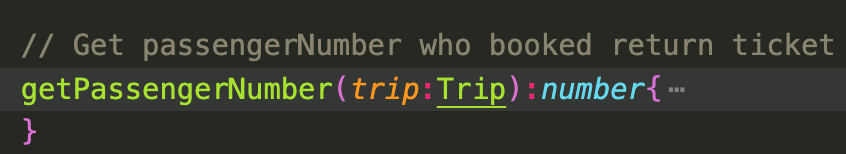 // Get passengerNumber who booked return ticket
getPassengerNumber(trip:Trip):number{⋯
}